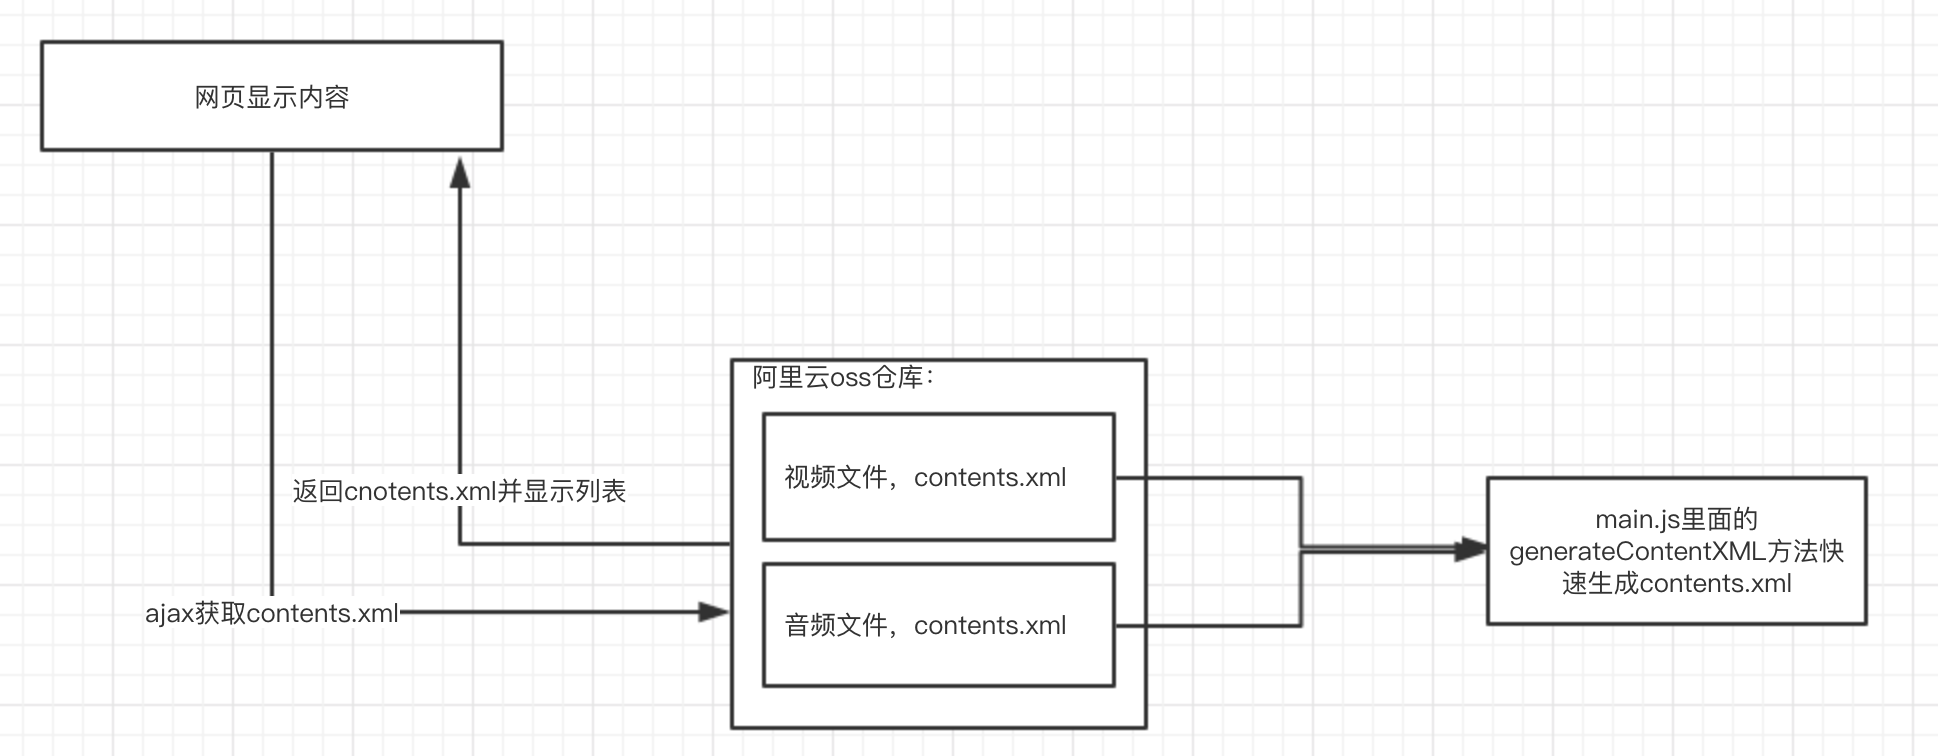 网页显示内容
阿里云oss仓库：
视频文件，contents.xml
返回cnotents.xml并显示列表
main.js里面的
generateContentXML方法快
速生成contents.xml
ajax获取contents.xml
音频文件，contents.xml